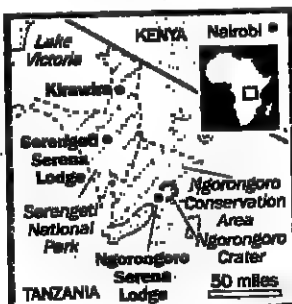 KENYA
Nairobi
Lake
Victoria
Kirawira
Serengeti
Serena
Lodge
Serengeti
National
Park
Ngorongoro
Conservation
Area
Ngorongoro
Crater
Ngorongoro
Serena
Lodge
TANZANIA
50 miles